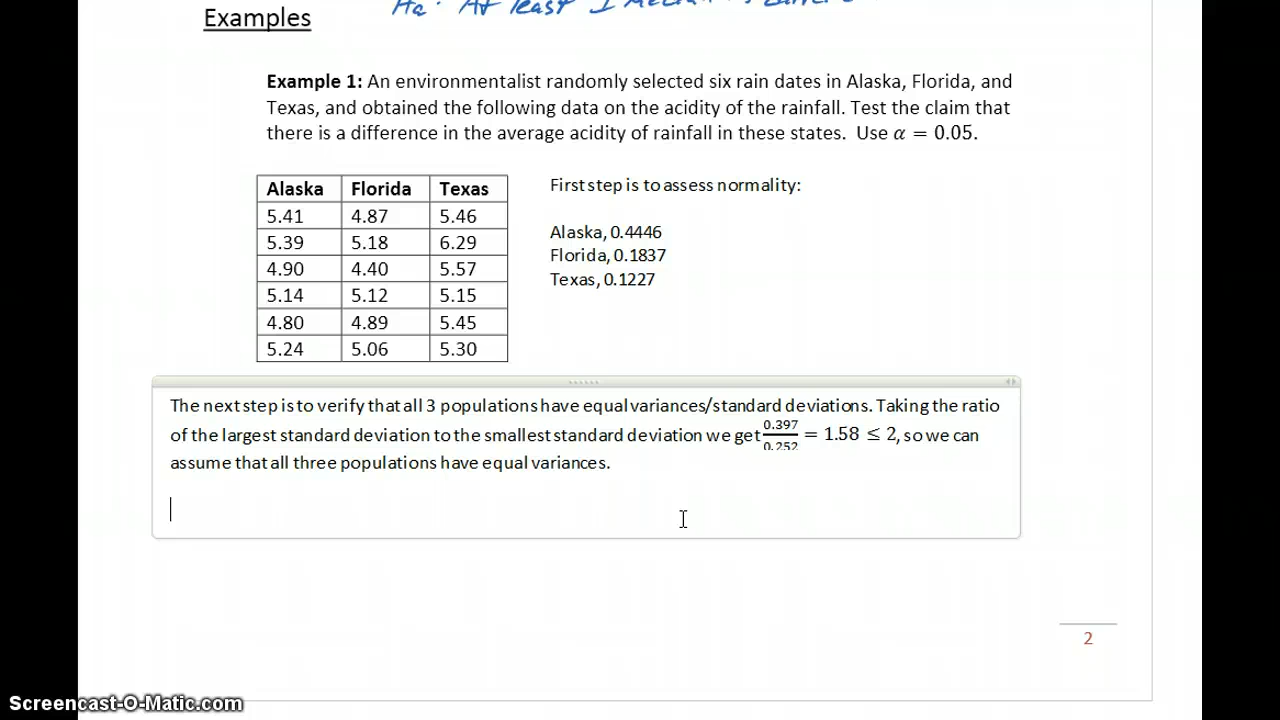 Ha: At least 1
Examples
Example 1: An environmentalist randomly selected six rain dates in Alaska, Florida, and
Texas, and obtained the following data on the acidity of the rainfall. Test the claim that
there is a difference in the average acidity of rainfall in these states. Use α = 0.05.
Alaska Florida Texas
5.41 4.87 5.46
5.39 5.18 6.29
4.90 4.40 5.57
5.14 5.12 5.15
4.80 4.89 5.45
5.24 5.06 5.30
First step is to assess normality:
Alaska, 0.4446
Florida, 0.1837
Texas, 0.1227
The next step is to verify that all 3 populations have equal variances/standard deviations. Taking the ratio
of the largest standard deviation to the smallest standard deviation we get 0.397/0.252 = 1.58 ≤ 2, so we can
assume that all three populations have equal variances.
2
Screencast-O-Matic.com